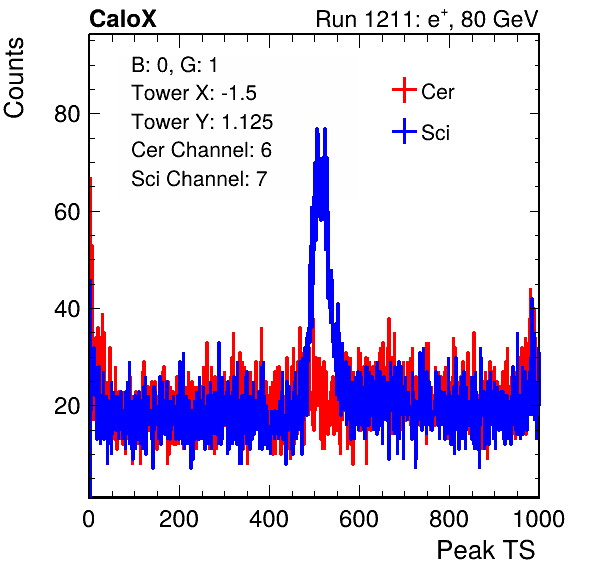 CaloX Run 1211: e+, 80 GeV
Counts
B: 0, G: 1
Tower X: -1.5
Tower Y: 1.125
Cer Channel: 6
Sci Channel: 7
Cer
Sci
80
60
40
20
0 200 400 600 800 1000
Peak TS